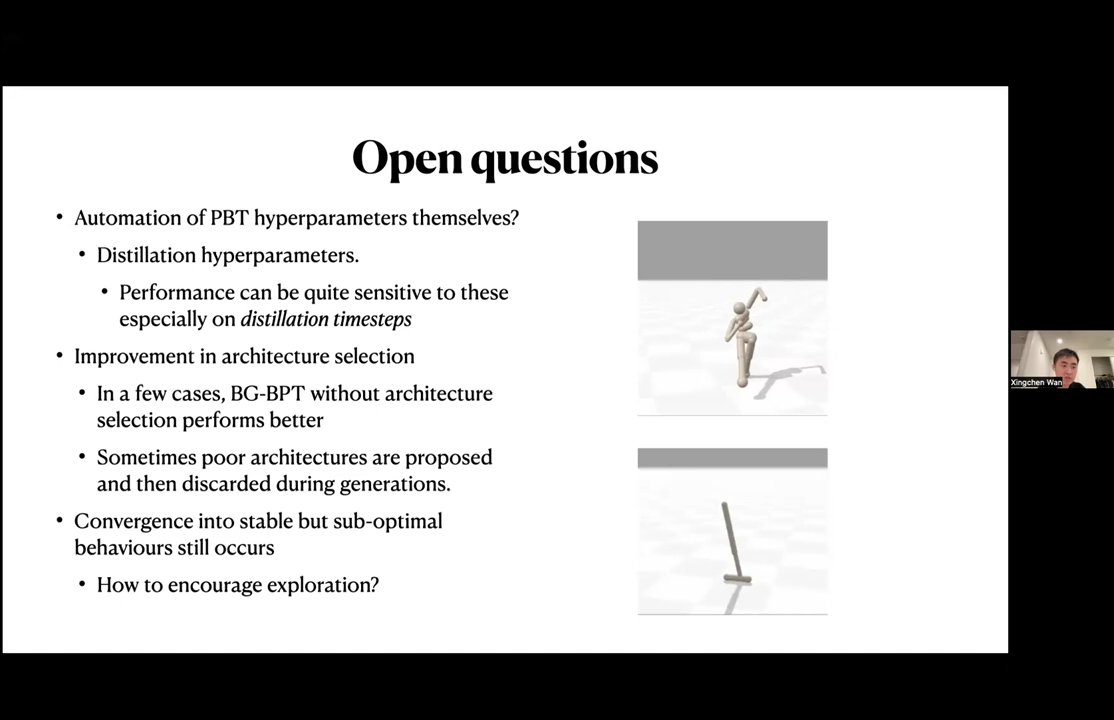 Open questions
• Automation of PBT hyperparameters themselves?
• Distillation hyperparameters.
• Performance can be quite sensitive to these
especially on distillation timesteps
• Improvement in architecture selection
• In a few cases, BG-BPT without architecture
selection performs better
• Sometimes poor architectures are proposed
and then discarded during generations.
• Convergence into stable but sub-optimal
behaviours still occurs
• How to encourage exploration?
Xingchen Wan